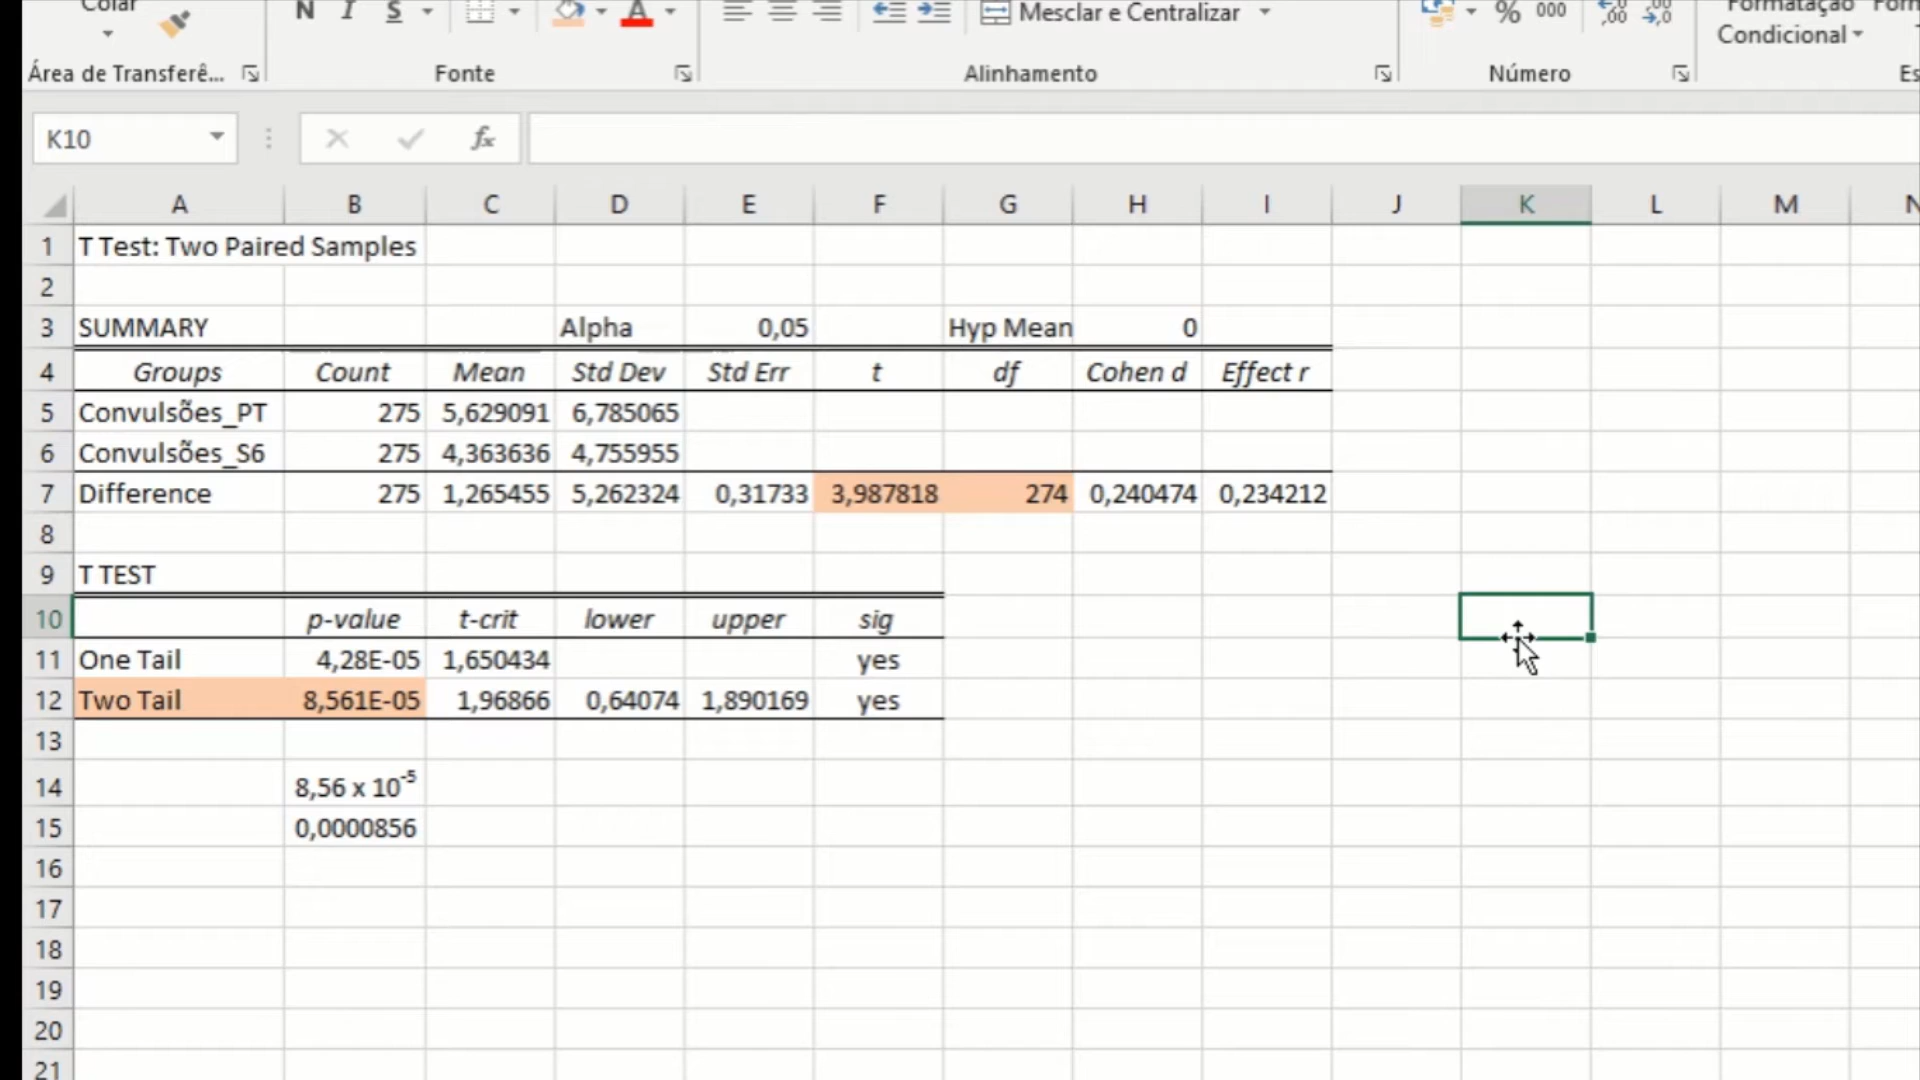 Colar
N I S A
Mesclar e Centralizar
% 000
,00 ,00
Formatação
Condicional
Área de Transferê...
Fonte
Alinhamento
Número
Es
K10
fx
A B C D E F G H I J K L M N
1 T Test: Two Paired Samples
2
3 SUMMARY Alpha 0,05 Hyp Mean 0
4 Groups Count Mean Std Dev Std Err t df Cohen d Effect r
5 Convulsões_PT 275 5,629091 6,785065
6 Convulsões_S6 275 4,363636 4,755955
7 Difference 275 1,265455 5,262324 0,31733 3,987818 274 0,240474 0,234212
8
9 T TEST
10 p-value t-crit lower upper sig
11 One Tail 4,28E-05 1,650434 yes
12 Two Tail 8,561E-05 1,96866 0,64074 1,890169 yes
13
14 8,56 x 10⁻⁵
15 0,0000856
16
17
18
19
20
21